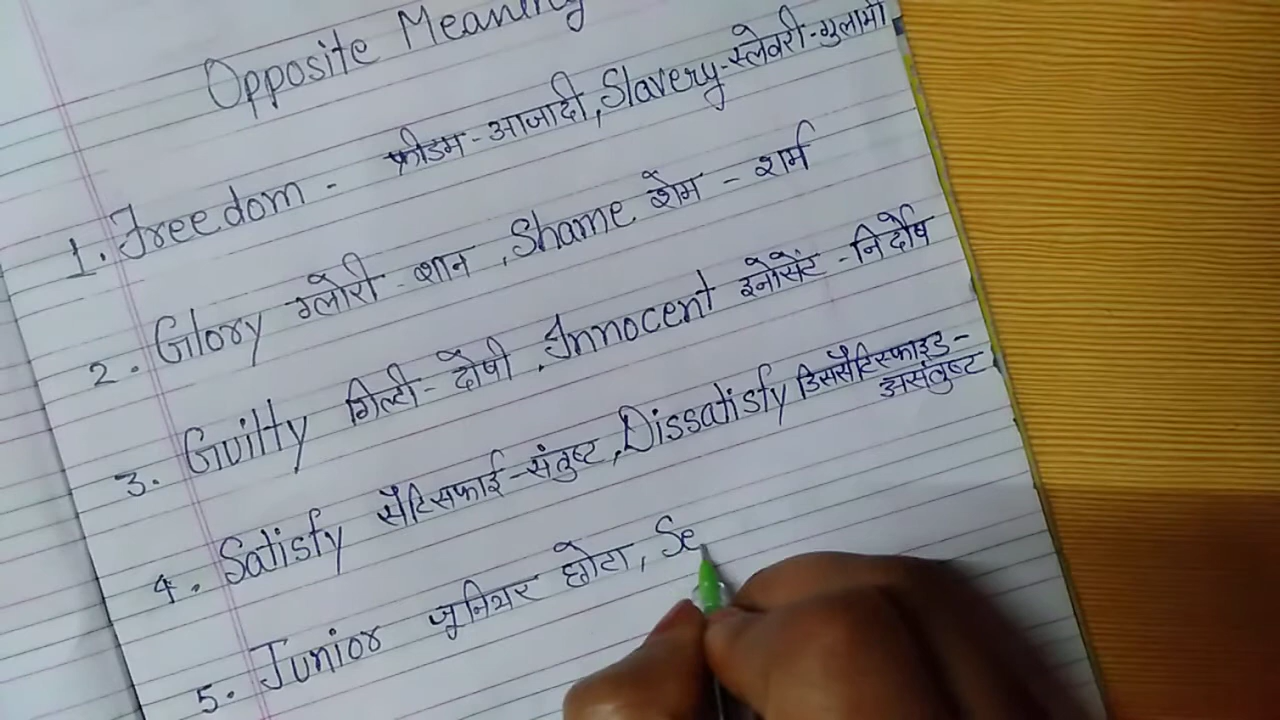 Opposite Meaning
1. Freedom - फ्रीडम - आजादी, Slavery - स्लेवरी - गुलामी
2. Glory ग्लोरी - शान, Shame शेम - शर्म
3. Guilty गिल्टी - दोषी, Innocent इनोसेंट - निर्दोष
4. Satisfy सैटिसफाई - संतुष्ट, Dissatisfy डिससैटिस्फाइड -
असंतुष्ट
5. Junior जूनियर छोटा, Se